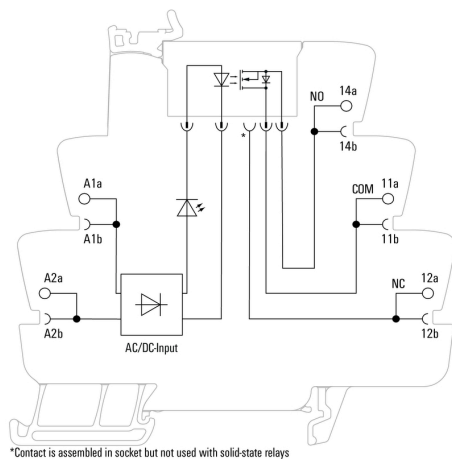 NO 14a
*
14b
A1a
COM 11a
A1b
11b
A2a
NC 12a
A2b
12b
AC/DC-Input
*Contact is assembled in socket but not used with solid-state relays